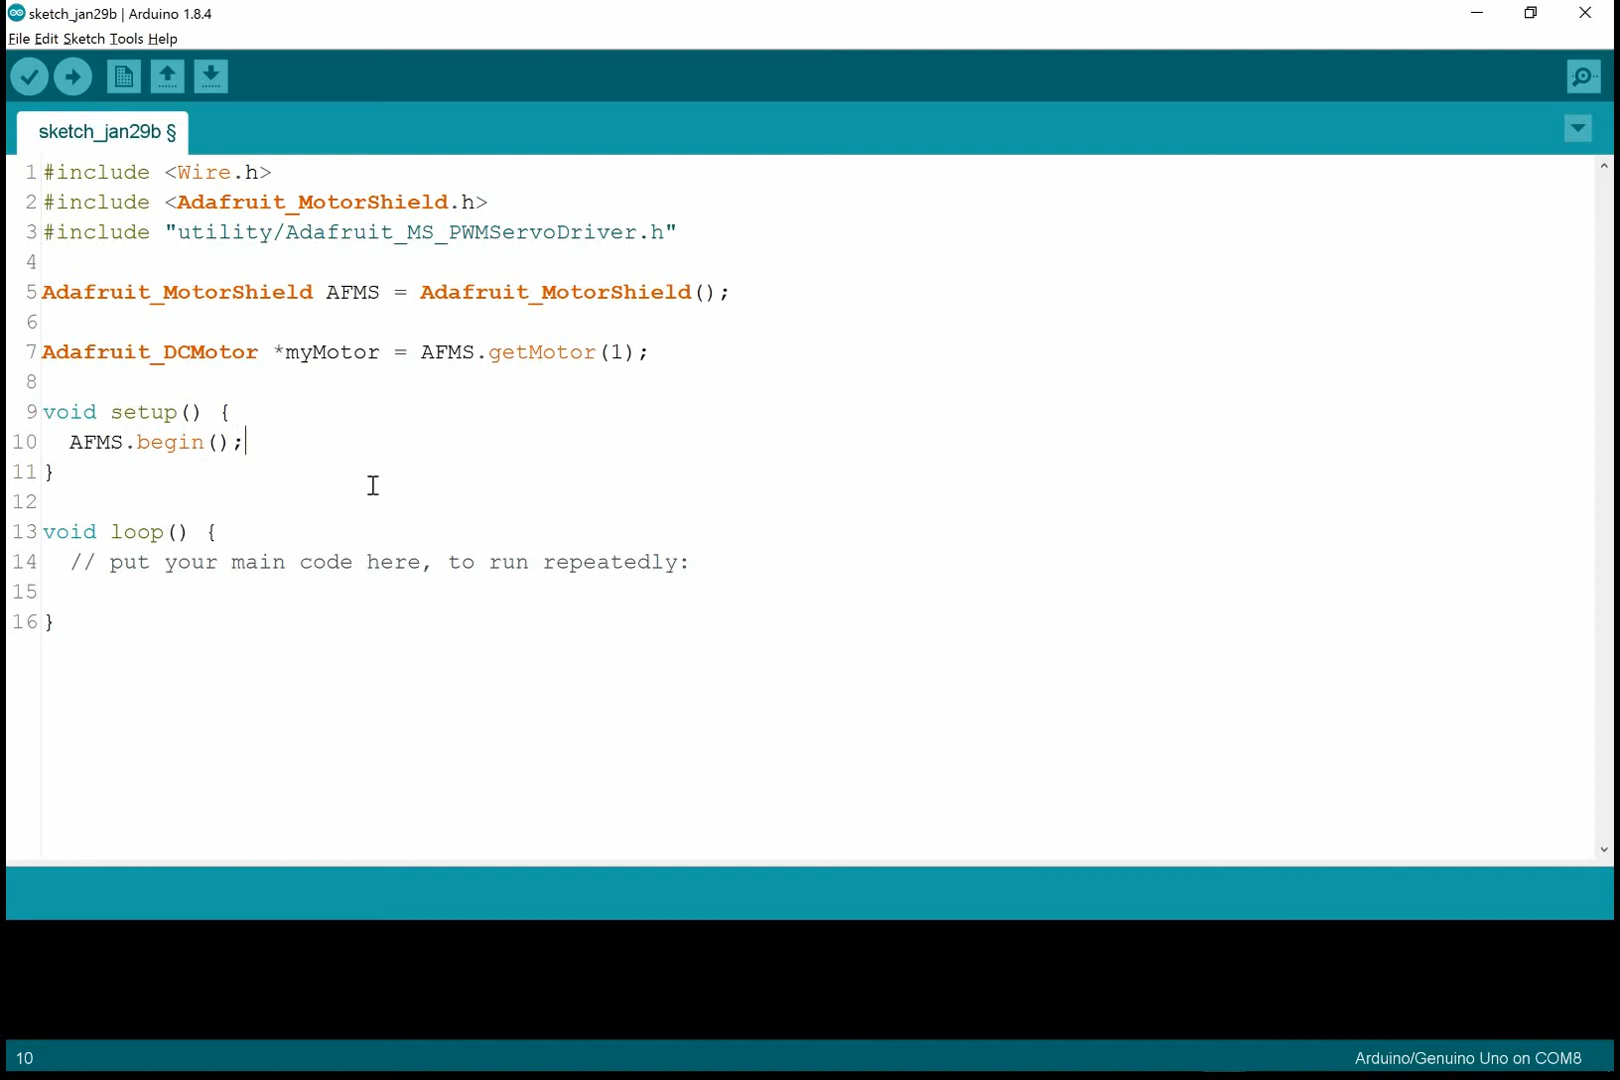 sketch_jan29b | Arduino 1.8.4
File Edit Sketch Tools Help
sketch_jan29b §
1 #include <Wire.h>
2 #include <Adafruit_MotorShield.h>
3 #include "utility/Adafruit_MS_PWMServoDriver.h"
4
5 Adafruit_MotorShield AFMS = Adafruit_MotorShield();
6
7 Adafruit_DCMotor *myMotor = AFMS.getMotor(1);
8
9 void setup() {
10 AFMS.begin();
11 }
12
13 void loop() {
14 // put your main code here, to run repeatedly:
15
16 }
10 Arduino/Genuino Uno on COM8